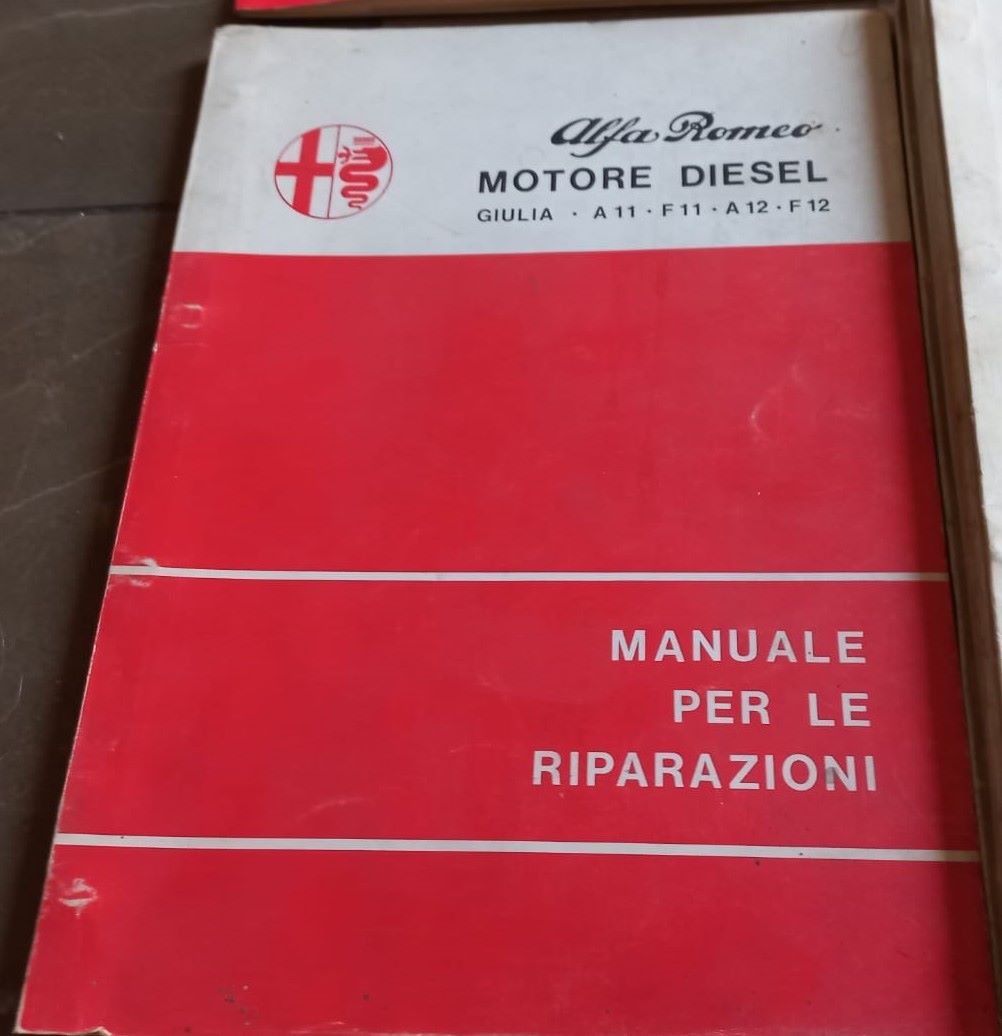 Alfa Romeo
MOTORE DIESEL
GIULIA · A 11 · F 11 · A 12 · F 12
MANUALE
PER LE
RIPARAZIONI